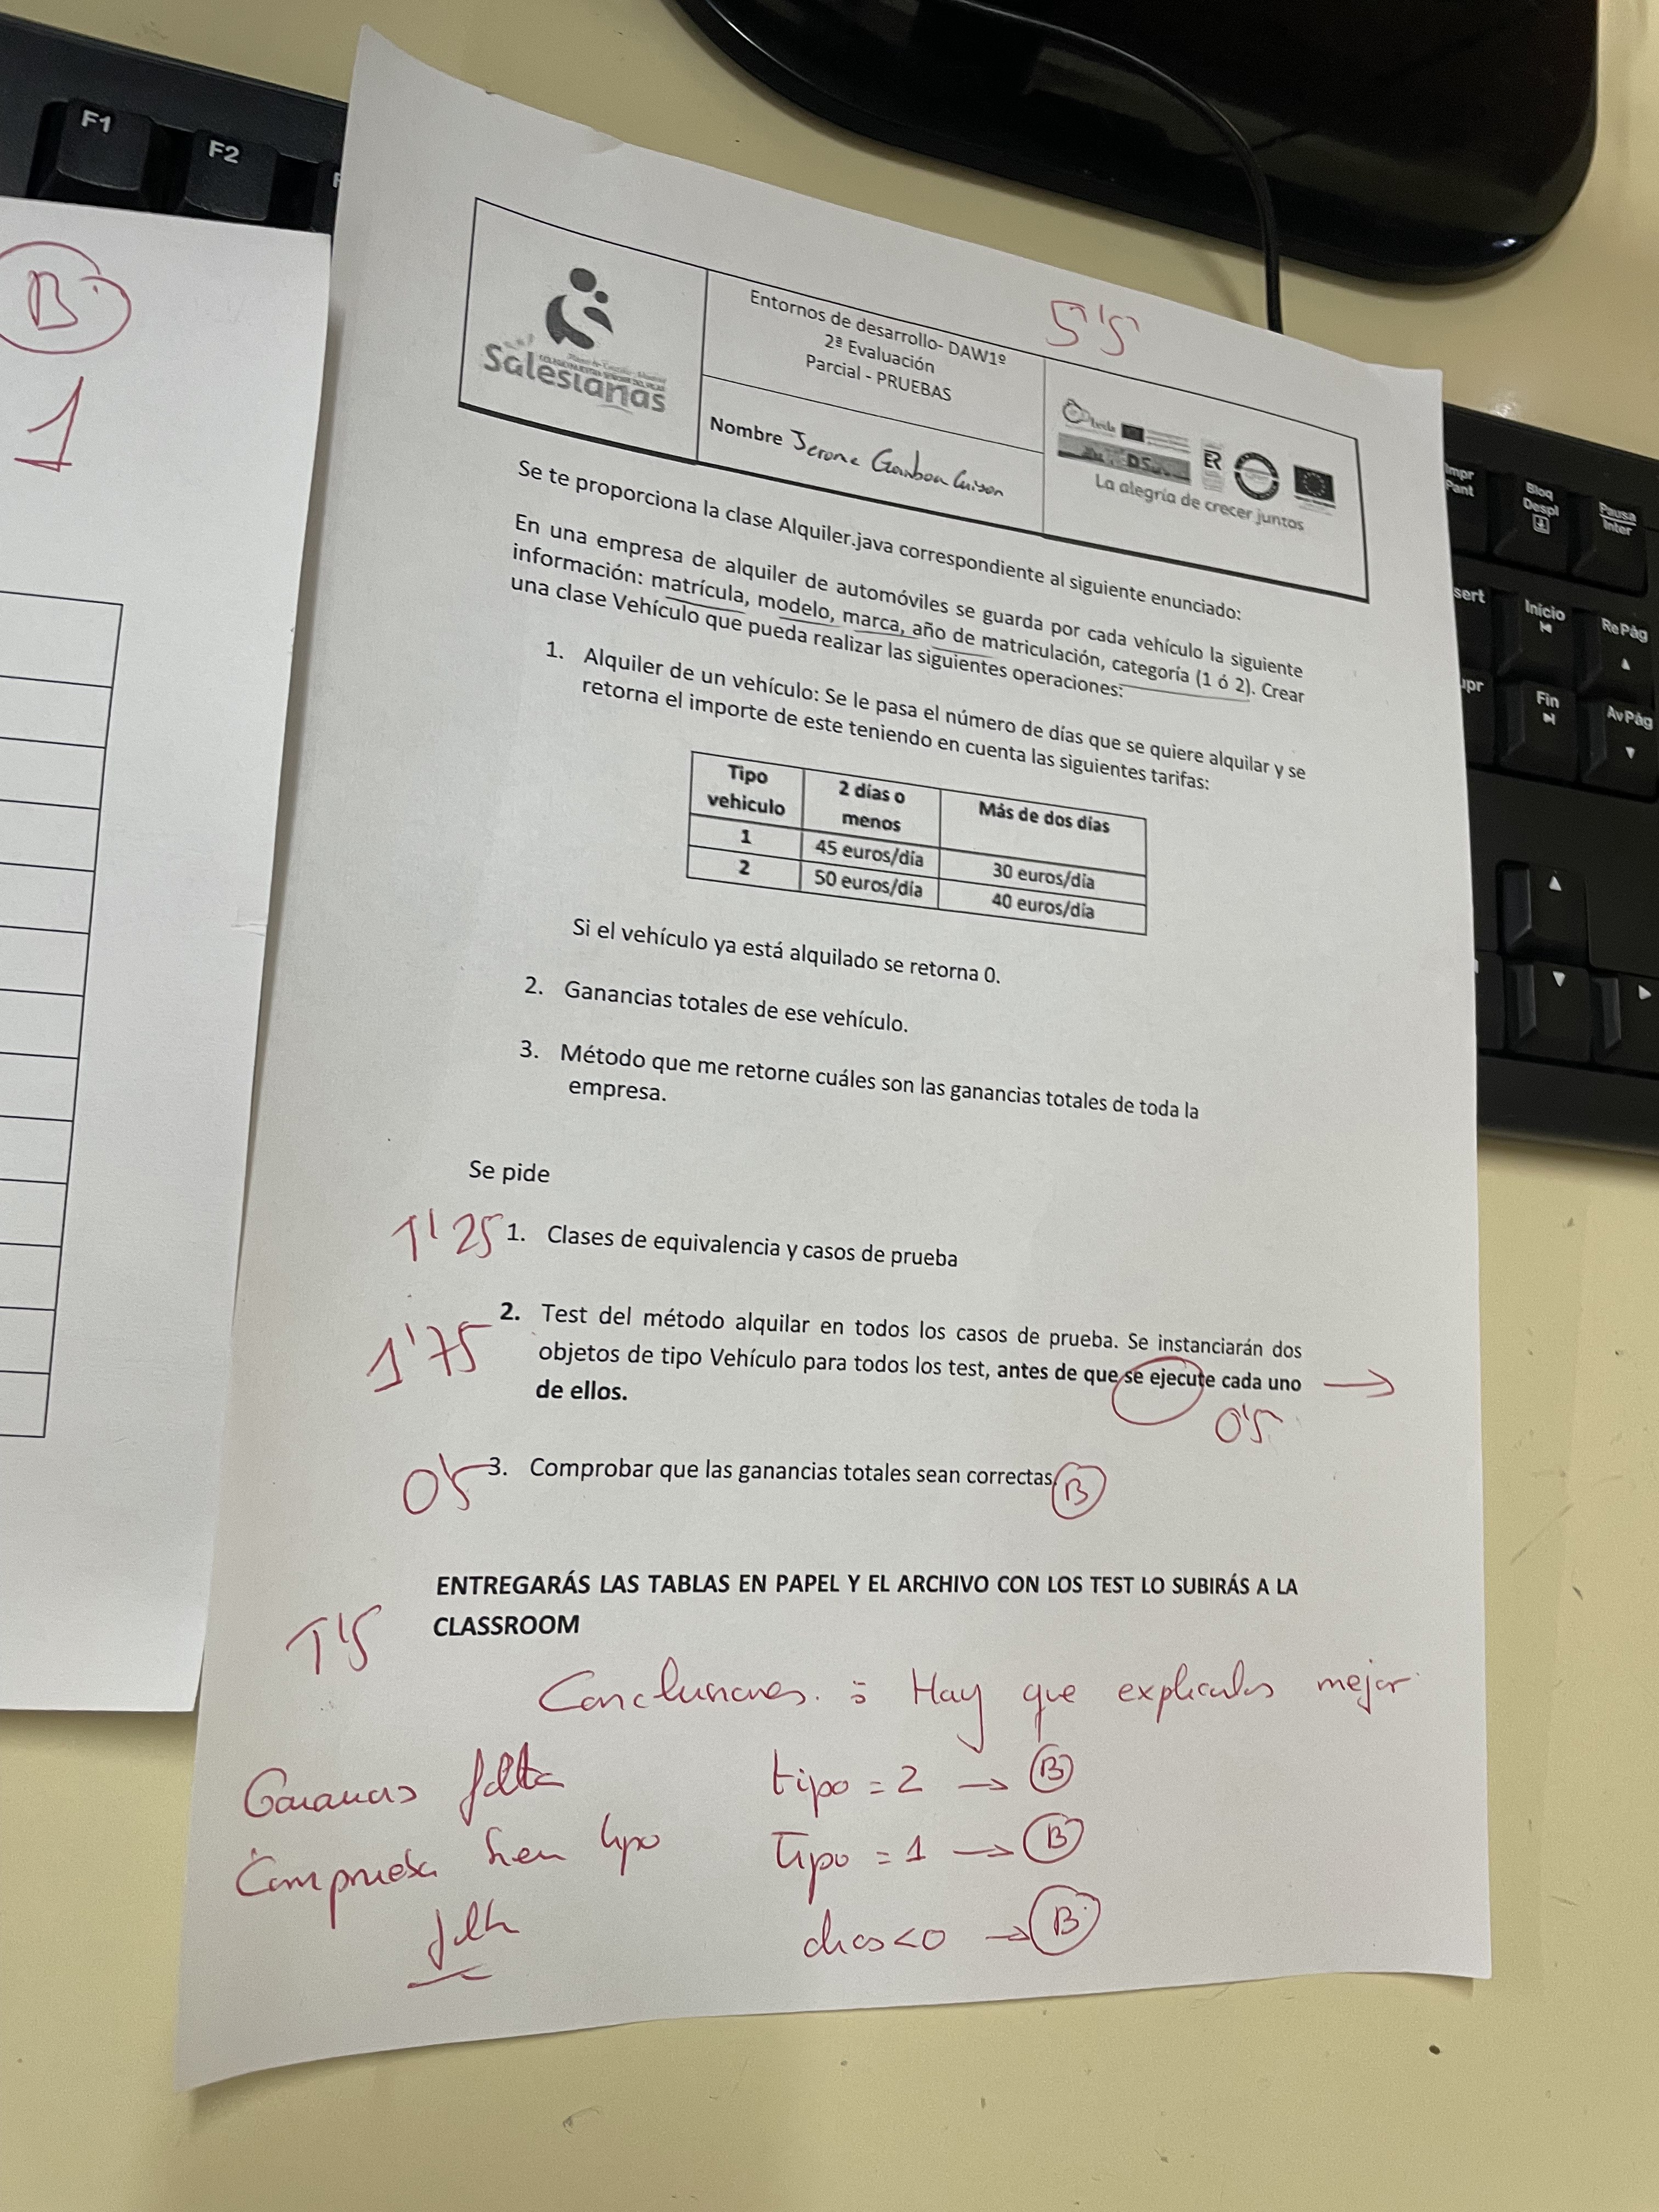 F1
F2
B
1
5'5
Salesianas
Entornos de desarrollo- DAW1º
2ª Evaluación
Parcial - PRUEBAS
Nombre Jerome Gamboa
La alegría de crecer juntos
Se te proporciona la clase Alquiler.java correspondiente al siguiente enunciado:
En una empresa de alquiler de automóviles se guarda por cada vehículo la siguiente
información: matrícula, modelo, marca, año de matriculación, categoría (1 ó 2). Crear
una clase Vehículo que pueda realizar las siguientes operaciones:
1. Alquiler de un vehículo: Se le pasa el número de días que se quiere alquilar y se
retorna el importe de este teniendo en cuenta las siguientes tarifas:
Tipo vehiculo 2 días o menos Más de dos días
1 45 euros/día 30 euros/día
2 50 euros/día 40 euros/día
Si el vehículo ya está alquilado se retorna 0.
2. Ganancias totales de ese vehículo.
3. Método que me retorne cuáles son las ganancias totales de toda la
empresa.
Se pide
1'25 1. Clases de equivalencia y casos de prueba
1'75 2. Test del método alquilar en todos los casos de prueba. Se instanciarán dos
objetos de tipo Vehículo para todos los test, antes de que se ejecute cada uno
de ellos.
0'5
0'5 3. Comprobar que las ganancias totales sean correctas. B
ENTREGARÁS LAS TABLAS EN PAPEL Y EL ARCHIVO CON LOS TEST LO SUBIRÁS A LA
CLASSROOM
1'5
Conclusiones : Hay que explicarlas mejor
Ganancias falta
tipo = 2 → B
Comprueba bien tipo
Tipo = 1 → B
falta
dias<0 → B
Impr Pant
Bloq Despl
Pausa Inter
Inicio
RePág
Fin
AvPág